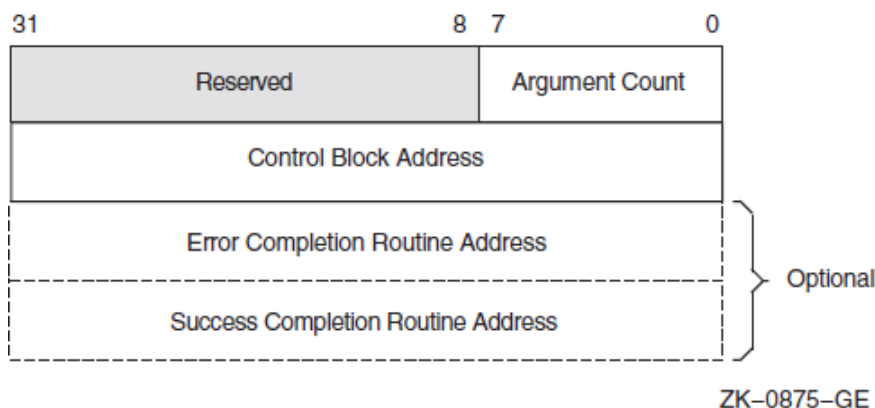 31 8 7 0
Reserved Argument Count
Control Block Address
Error Completion Routine Address
Optional
Success Completion Routine Address
ZK–0875–GE